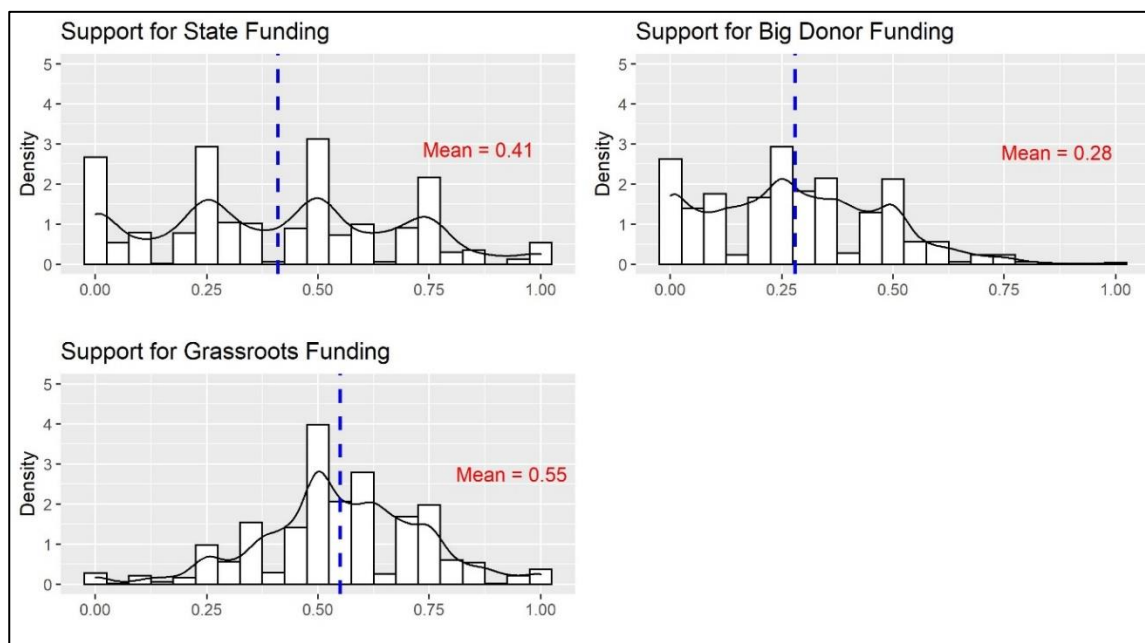 Support for State Funding
5
4
3
2
1
0
Density
Mean = 0.41
0.00 0.25 0.50 0.75 1.00
Support for Big Donor Funding
5
4
3
2
1
0
Density
Mean = 0.28
0.00 0.25 0.50 0.75 1.00
Support for Grassroots Funding
5
4
3
2
1
0
Density
Mean = 0.55
0.00 0.25 0.50 0.75 1.00